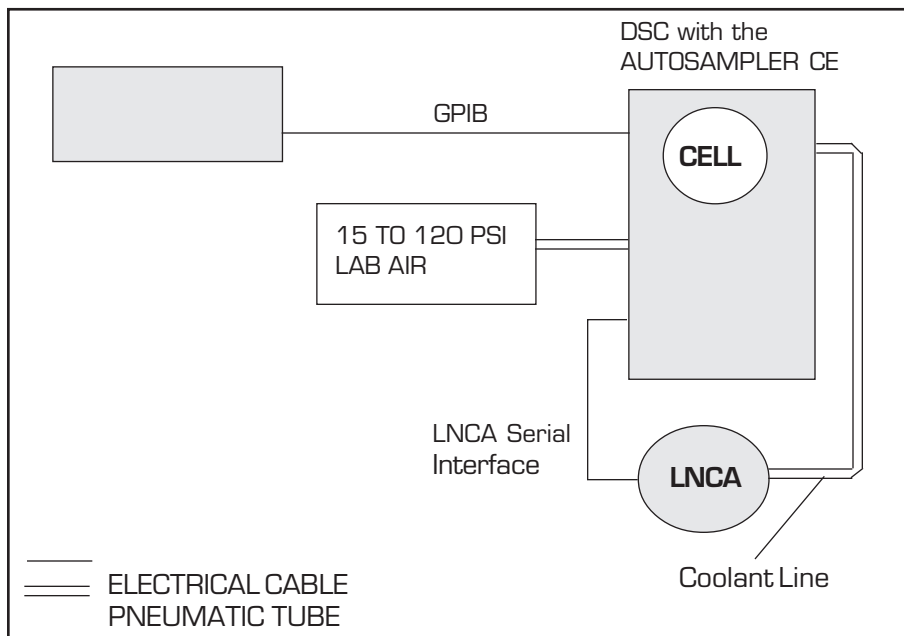 DSC with the
AUTOSAMPLER CE
GPIB
CELL
15 TO 120 PSI
LAB AIR
LNCA Serial
Interface
LNCA
Coolant Line
ELECTRICAL CABLE
PNEUMATIC TUBE